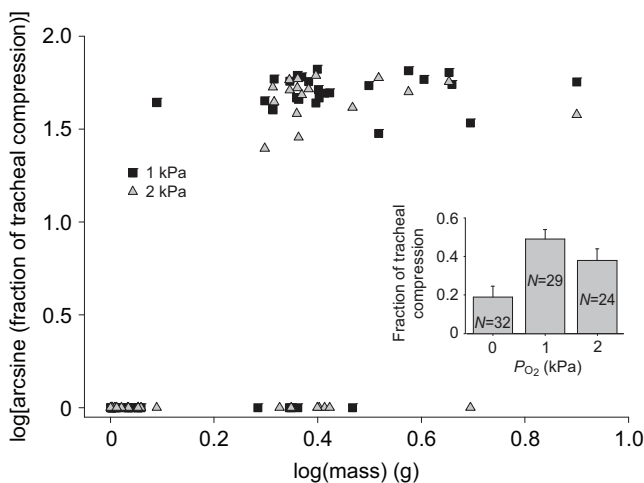 log[arcsine (fraction of tracheal compression)]
2.0
1.5
1.0
0.5
0
1 kPa
2 kPa
Fraction of tracheal
compression
0.6
0.4
0.2
0
N=32
N=29
N=24
0 1 2
PO2 (kPa)
0 0.2 0.4 0.6 0.8 1.0
log(mass) (g)